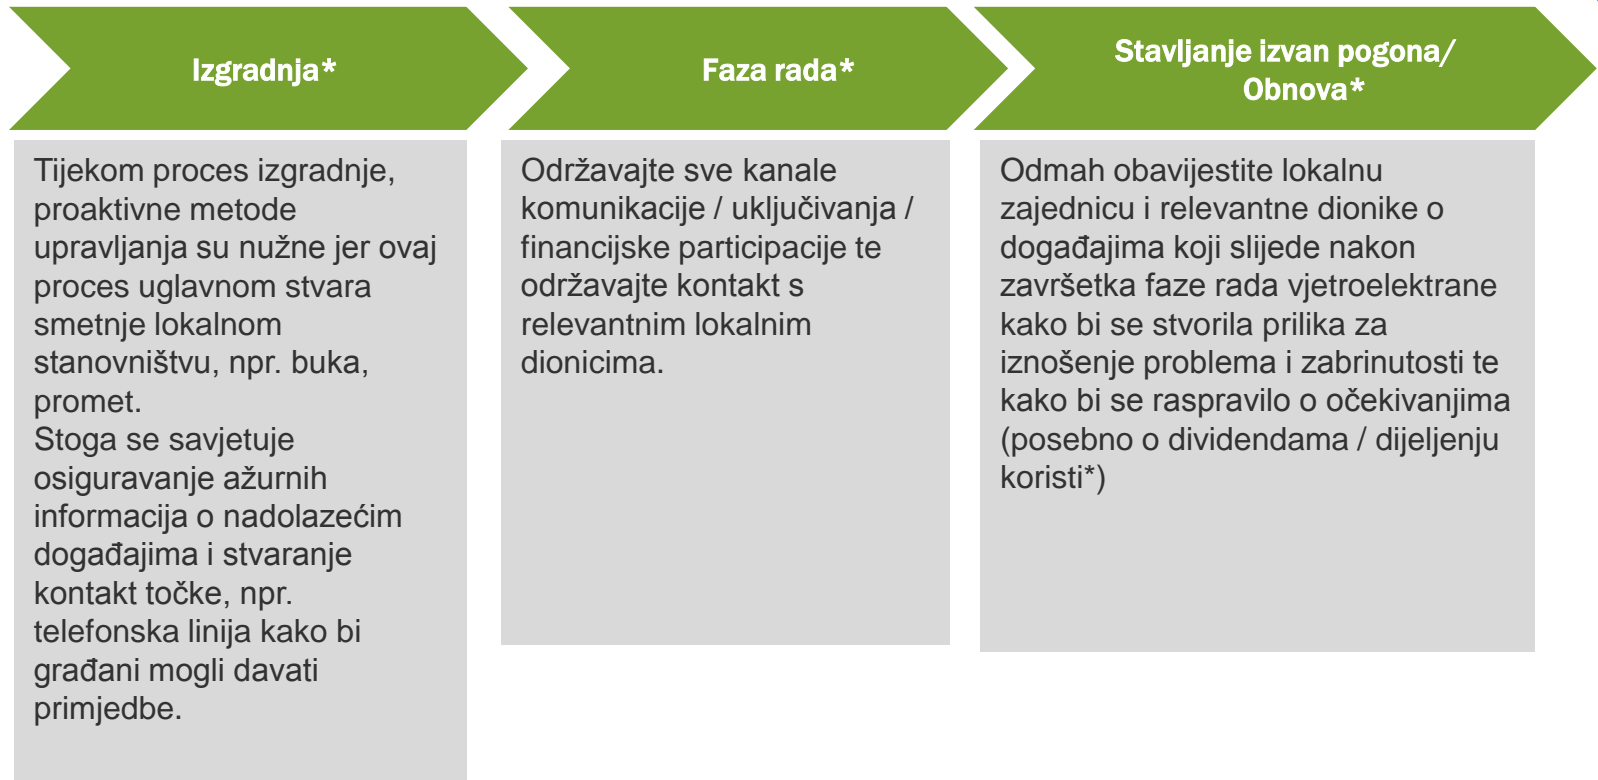 Izgradnja*
Faza rada*
Stavljanje izvan pogona/
Obnova*
Tijekom proces izgradnje,
proaktivne metode
upravljanja su nužne jer ovaj
proces uglavnom stvara
smetnje lokalnom
stanovništvu, npr. buka,
promet.
Stoga se savjetuje
osiguravanje ažurnih
informacija o nadolazećim
događajima i stvaranje
kontakt točke, npr.
telefonska linija kako bi
građani mogli davati
primjedbe.
Održavajte sve kanale
komunikacije / uključivanja /
financijske participacije te
održavajte kontakt s
relevantnim lokalnim
dionicima.
Odmah obavijestite lokalnu
zajednicu i relevantne dionike o
događajima koji slijede nakon
završetka faze rada vjetroelektrane
kako bi se stvorila prilika za
iznošenje problema i zabrinutosti te
kako bi se raspravilo o očekivanjima
(posebno o dividendama / dijeljenju
koristi*)